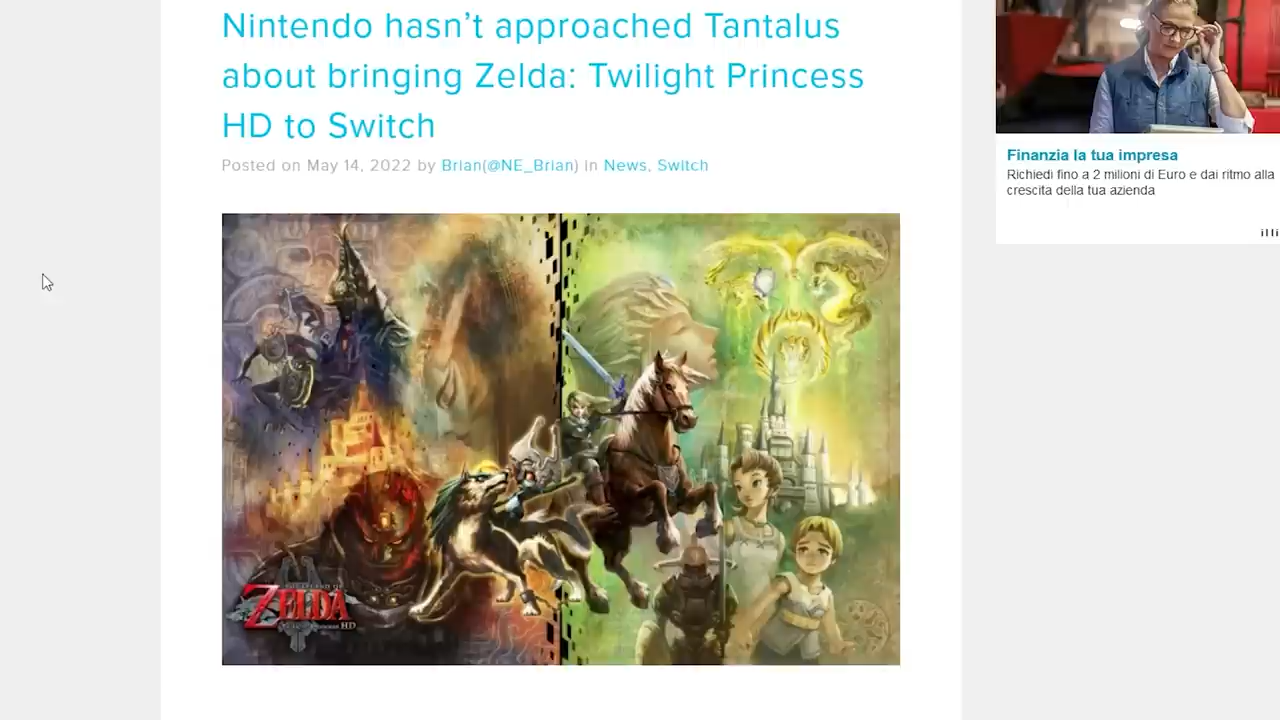 Nintendo hasn't approached Tantalus
about bringing Zelda: Twilight Princess
HD to Switch
Posted on May 14, 2022 by Brian(@NE_Brian) in News, Switch
Finanzia la tua impresa
Richiedi fino a 2 milioni di Euro e dai ritmo alla
crescita della tua azienda
ZELDA
HD